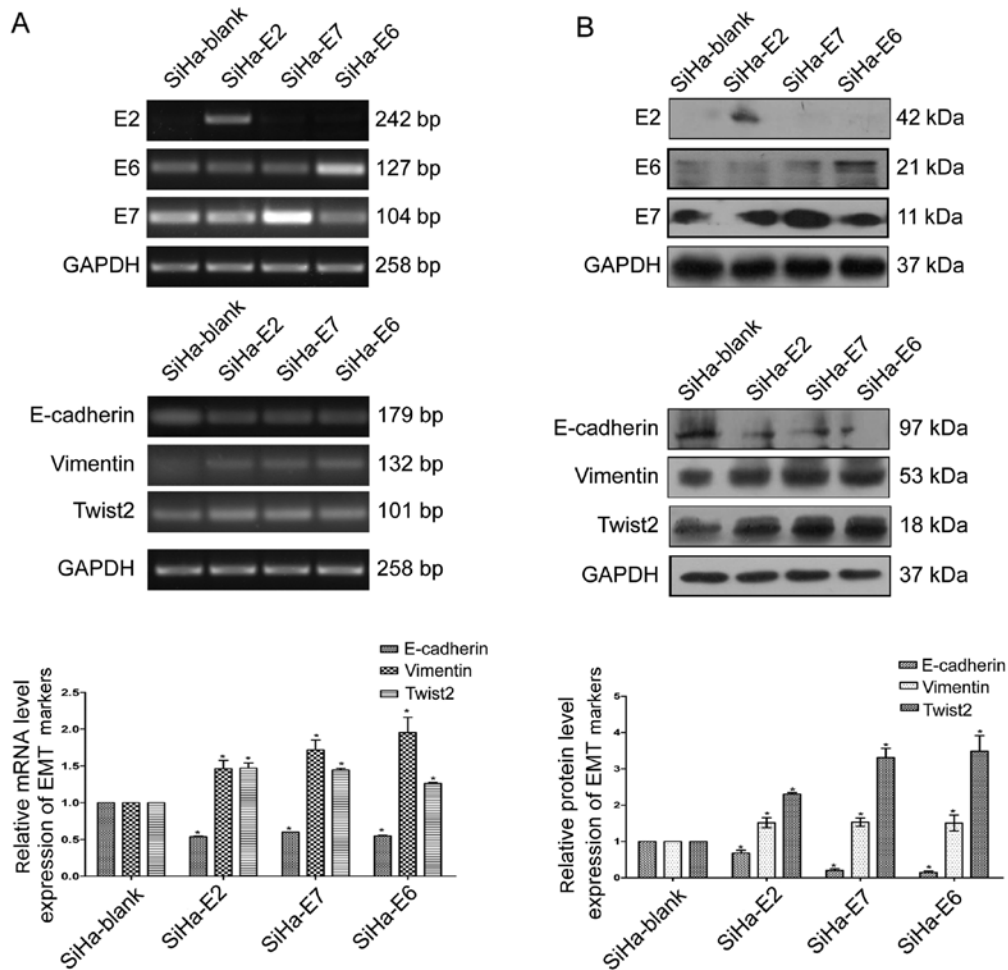 A
SiHa-blank SiHa-E2 SiHa-E7 SiHa-E6
E2 242 bp
E6 127 bp
E7 104 bp
GAPDH 258 bp
SiHa-blank SiHa-E2 SiHa-E7 SiHa-E6
E-cadherin 179 bp
Vimentin 132 bp
Twist2 101 bp
GAPDH 258 bp
E-cadherin
Vimentin
Twist2
Relative mRNA level
expression of EMT markers
2.5
2.0
1.5
1.0
0.5
0.0
* * * * * * * * *
SiHa-blank SiHa-E2 SiHa-E7 SiHa-E6
B
SiHa-blank SiHa-E2 SiHa-E7 SiHa-E6
E2 42 kDa
E6 21 kDa
E7 11 kDa
GAPDH 37 kDa
SiHa-blank SiHa-E2 SiHa-E7 SiHa-E6
E-cadherin 97 kDa
Vimentin 53 kDa
Twist2 18 kDa
GAPDH 37 kDa
E-cadherin
Vimentin
Twist2
Relative protein level
expression of EMT markers
5
4
3
2
1
0
* * * * * * * * *
SiHa-blank SiHa-E2 SiHa-E7 SiHa-E6